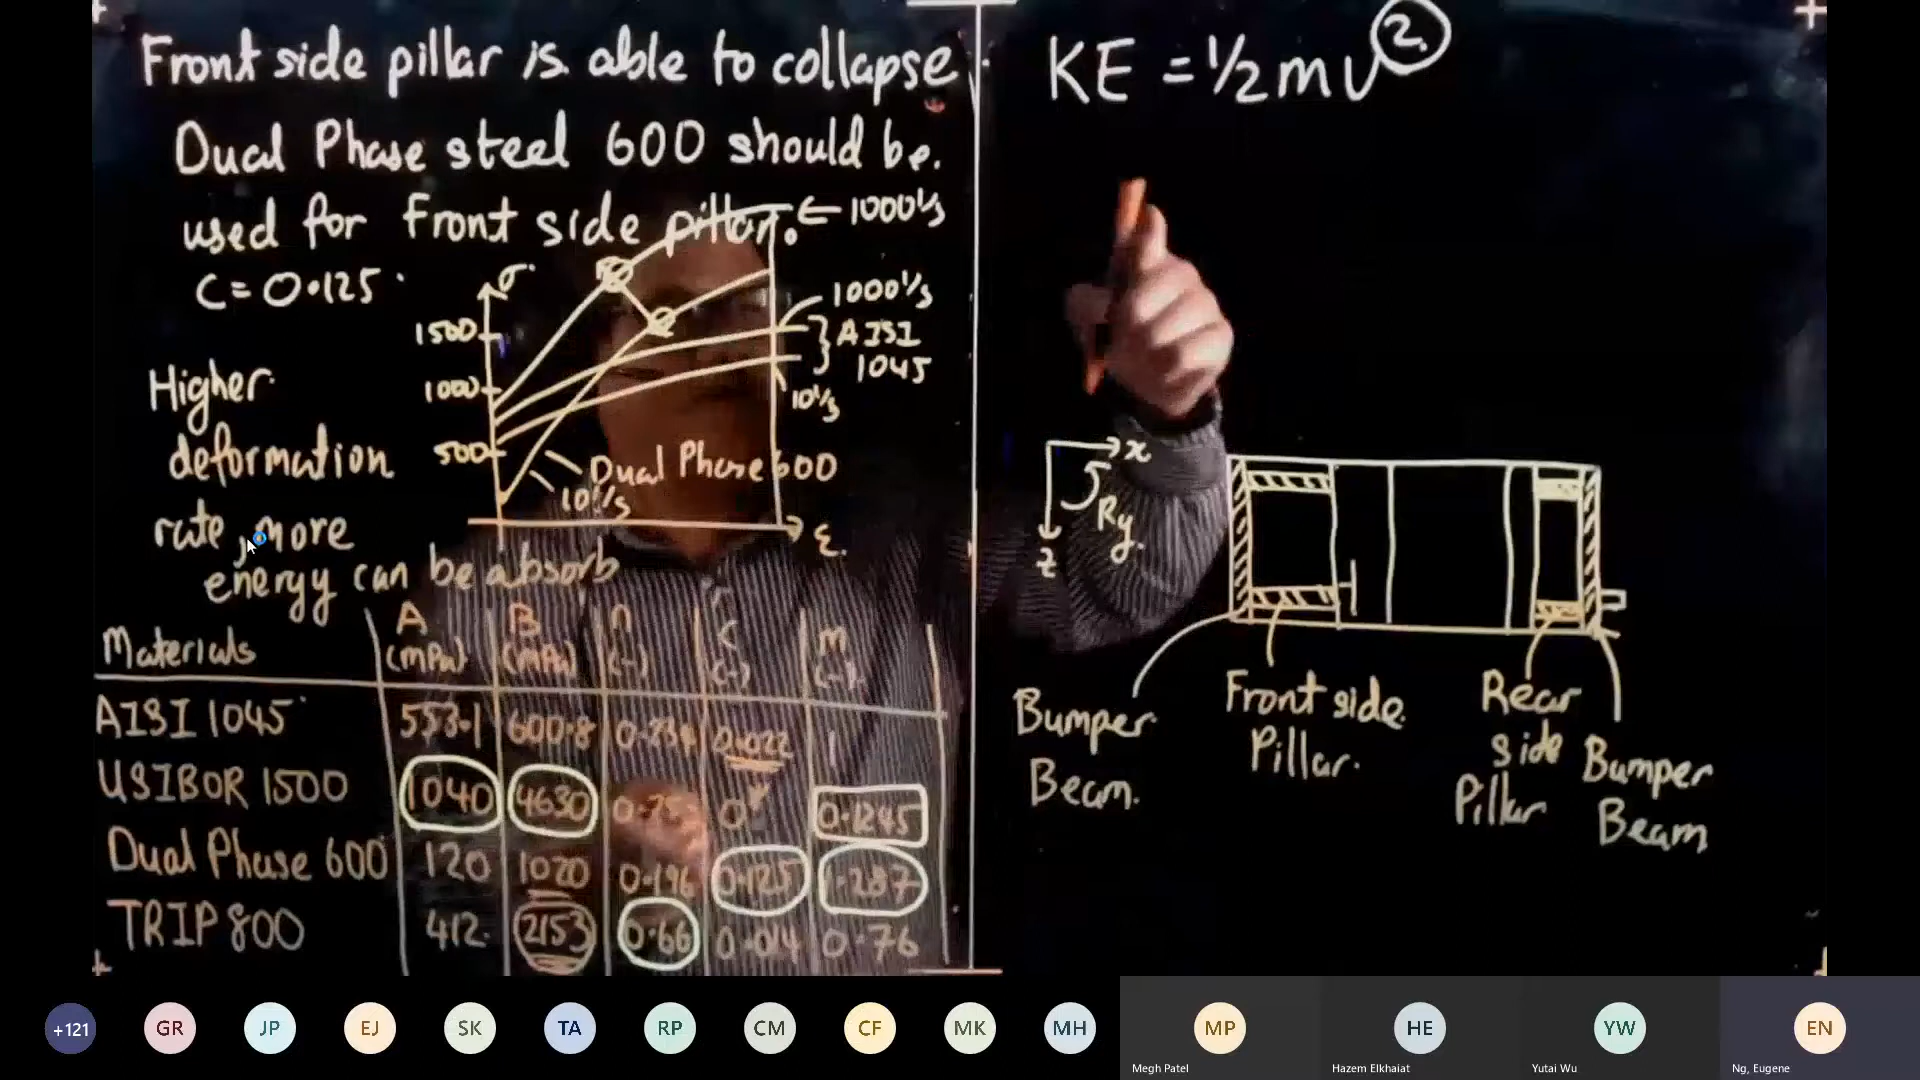 Front side pillar is able to collapse.
Dual Phase steel 600 should be.
used for Front side pillar.
← 1000 1/s
C = 0.125
σ
1500
1000
500
1000 1/s
AISI
1045
10 1/s
Dual Phase 600
10 1/s
ε.
Higher
deformation
rate, more
energy can be absorb
Materials
A (MPa)
B (MPa)
n (-)
C (-)
m (-)
AISI 1045 553.1 600.8 0.234 0.022 1
USIBOR 1500 1040 4630 0 0.1245
Dual Phase 600 120 1020 0.196 0.125 1.287
TRIP 800 412 2153 0.66 0.014 0.76
KE = 1/2 m v 2
x
Ry.
z
Bumper
Beam.
Front side
Pillar.
Rear
side
Pillar
Bumper
Beam
+121 GR JP EJ SK TA RP CM CF MK MH MP HE YW EN
Megh Patel Hazem Elkhaiat Yutai Wu Ng, Eugene